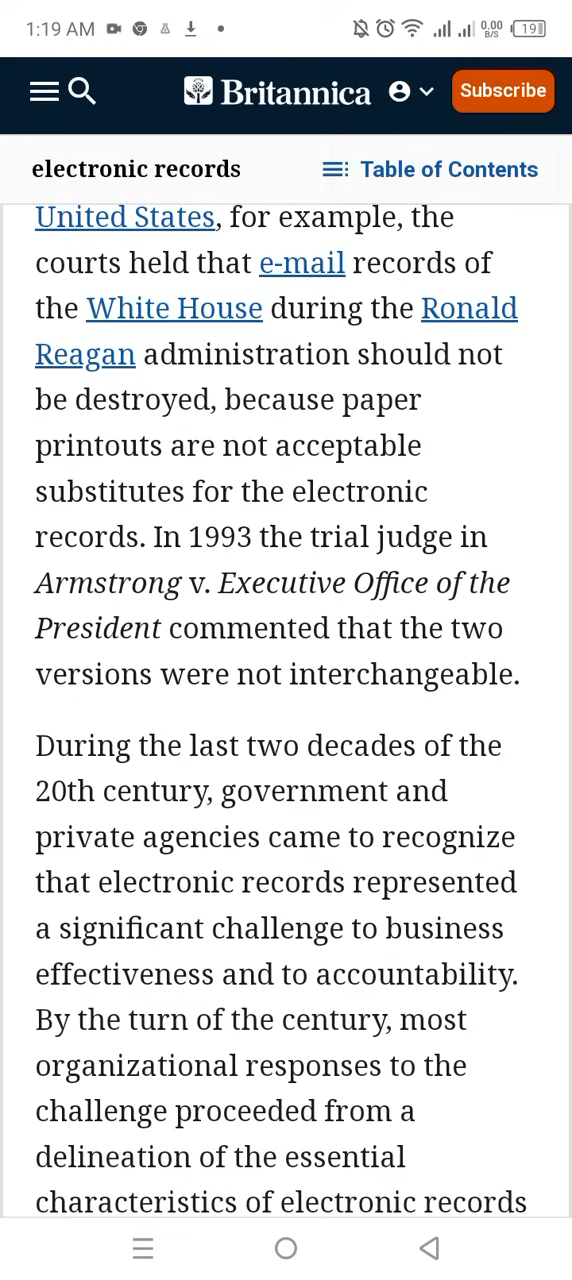 1:19 AM 0.00 B/S 19
Britannica Subscribe
electronic records Table of Contents
United States, for example, the
courts held that e-mail records of
the White House during the Ronald
Reagan administration should not
be destroyed, because paper
printouts are not acceptable
substitutes for the electronic
records. In 1993 the trial judge in
Armstrong v. Executive Office of the
President commented that the two
versions were not interchangeable.
During the last two decades of the
20th century, government and
private agencies came to recognize
that electronic records represented
a significant challenge to business
effectiveness and to accountability.
By the turn of the century, most
organizational responses to the
challenge proceeded from a
delineation of the essential
characteristics of electronic records